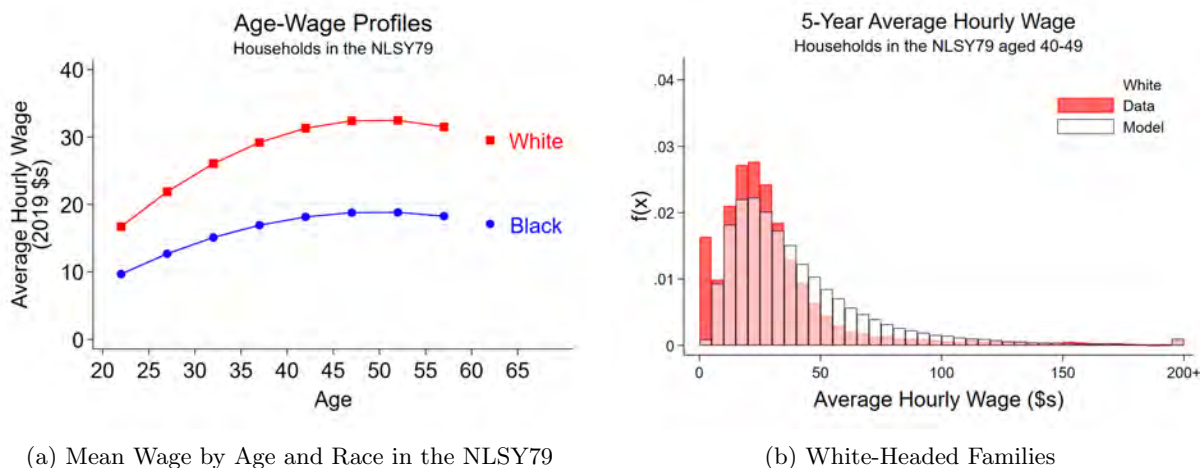 Age-Wage Profiles
Households in the NLSY79
Average Hourly Wage
(2019 $s)
40
30
20
10
0
White
Black
20 25 30 35 40 45 50 55 60 65
Age
(a) Mean Wage by Age and Race in the NLSY79
5-Year Average Hourly Wage
Households in the NLSY79 aged 40-49
f(x)
.04
.03
.02
.01
0
White
Data
Model
0 50 100 150 200+
Average Hourly Wage ($s)
(b) White-Headed Families